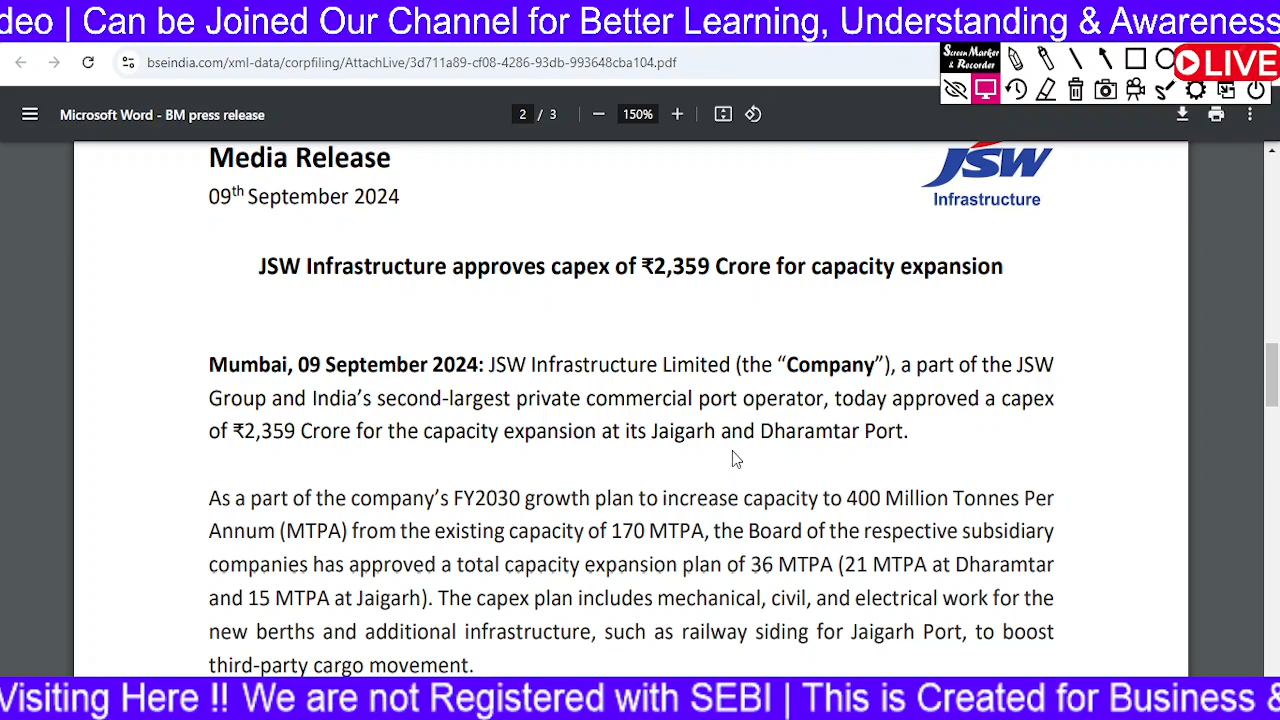 deo | Can be Joined Our Channel for Better Learning, Understanding & Awareness
bseindia.com/xml-data/corpfiling/AttachLive/3d711a89-cf08-4286-93db-993648cba104.pdf
Screen Marker
& Recorder
LIVE
Microsoft Word - BM press release
2 / 3
150%
Media Release
09th September 2024
JSW
Infrastructure
JSW Infrastructure approves capex of ₹2,359 Crore for capacity expansion
Mumbai, 09 September 2024: JSW Infrastructure Limited (the “Company”), a part of the JSW
Group and India’s second-largest private commercial port operator, today approved a capex
of ₹2,359 Crore for the capacity expansion at its Jaigarh and Dharamtar Port.
As a part of the company’s FY2030 growth plan to increase capacity to 400 Million Tonnes Per
Annum (MTPA) from the existing capacity of 170 MTPA, the Board of the respective subsidiary
companies has approved a total capacity expansion plan of 36 MTPA (21 MTPA at Dharamtar
and 15 MTPA at Jaigarh). The capex plan includes mechanical, civil, and electrical work for the
new berths and additional infrastructure, such as railway siding for Jaigarh Port, to boost
third-party cargo movement.
Visiting Here !! We are not Registered with SEBI | This is Created for Business &